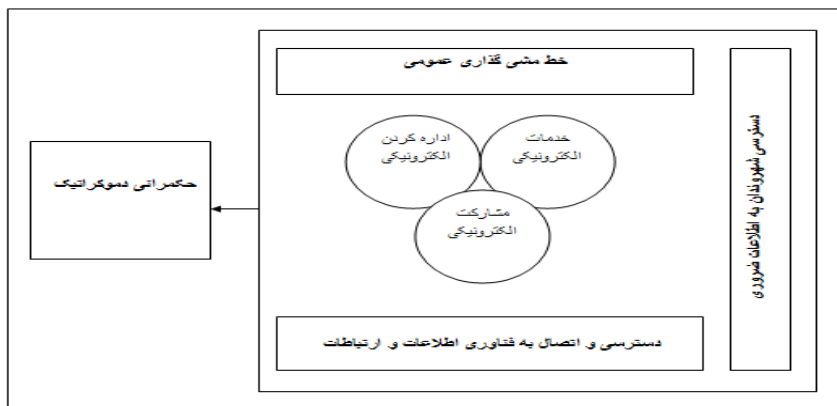 خط مشی گذاری عمومی
دسترسی شهروندان به اطلاعات ضروری
خدمات
الکترونیکی
اداره کردن
الکترونیکی
مشارکت
الکترونیکی
حکمرانی دموکراتیک
دسترسی و اتصال به فناوری اطلاعات و ارتباطات